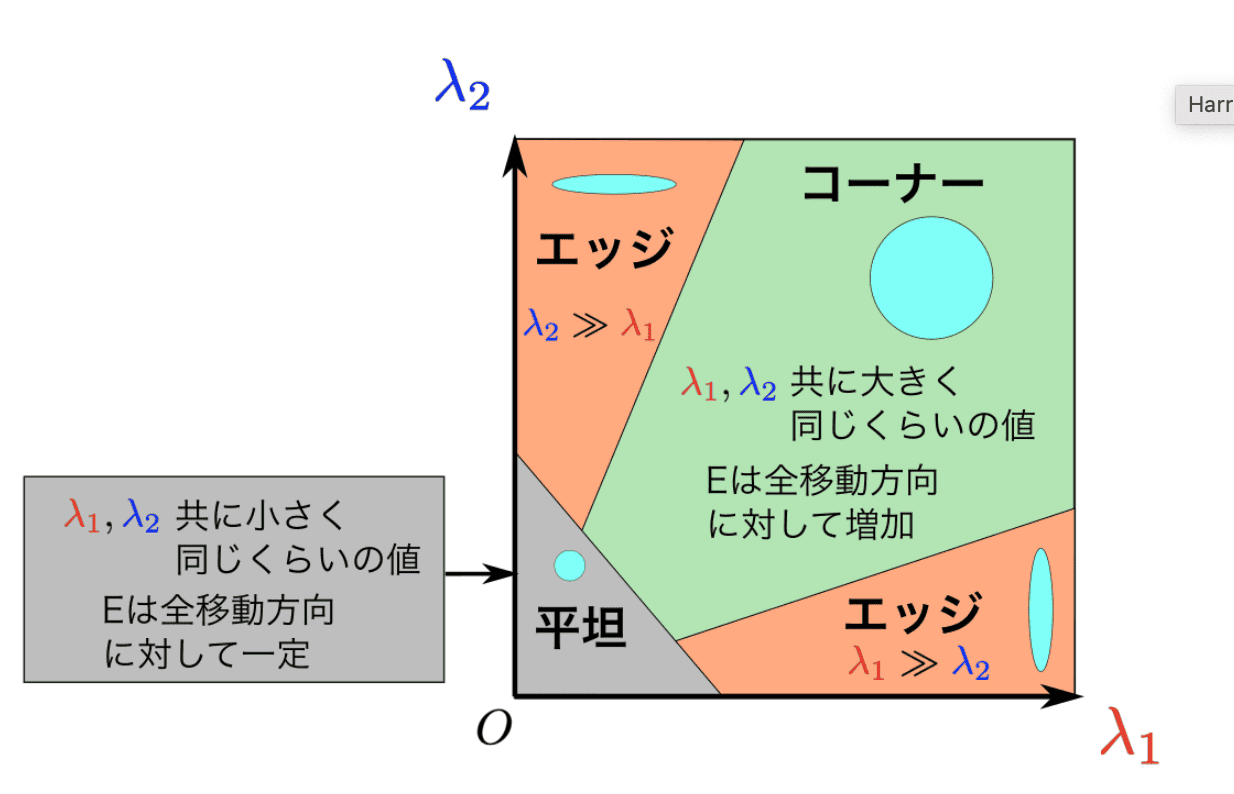 λ₂
Harr
コーナー
エッジ
λ₂ ≫ λ₁
λ₁, λ₂ 共に大きく
同じくらいの値
Eは全移動方向
に対して増加
λ₁, λ₂ 共に小さく
同じくらいの値
Eは全移動方向
に対して一定
平坦
エッジ
λ₁ ≫ λ₂
O
λ₁